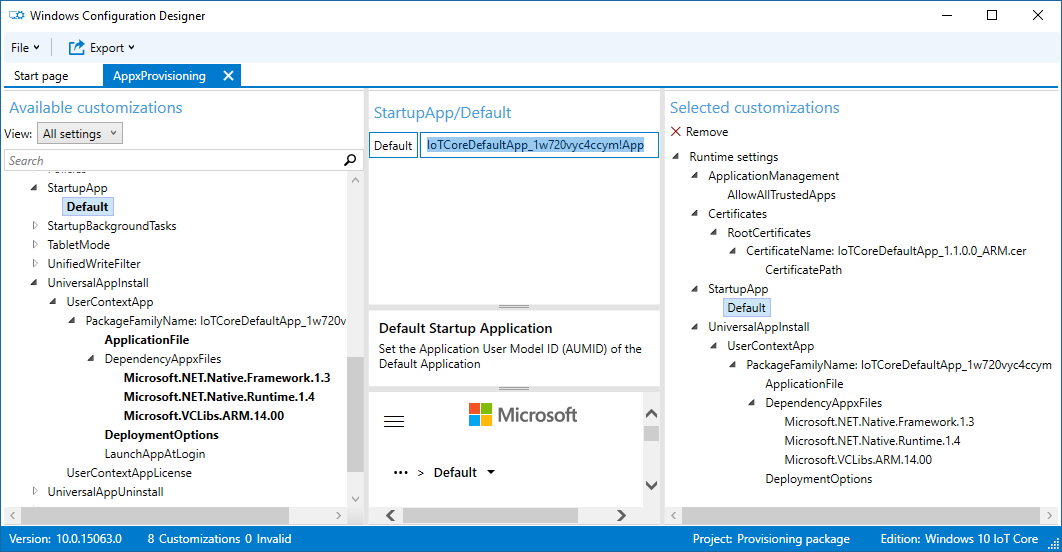 Windows Configuration Designer
File
Export
Start page
AppxProvisioning
Available customizations
View: All settings
Search
StartupApp
Default
StartupBackgroundTasks
TabletMode
UnifiedWriteFilter
UniversalAppInstall
UserContextApp
PackageFamilyName: IoTCoreDefaultApp_1w720v
ApplicationFile
DependencyAppxFiles
Microsoft.NET.Native.Framework.1.3
Microsoft.NET.Native.Runtime.1.4
Microsoft.VCLibs.ARM.14.00
DeploymentOptions
LaunchAppAtLogin
UserContextAppLicense
UniversalAppUninstall
StartupApp/Default
Default IoTCoreDefaultApp_1w720vyc4ccym!App
Default Startup Application
Set the Application User Model ID (AUMID) of the
Default Application
Microsoft
··· > Default
Selected customizations
Remove
Runtime settings
ApplicationManagement
AllowAllTrustedApps
Certificates
RootCertificates
CertificateName: IoTCoreDefaultApp_1.1.0.0_ARM.cer
CertificatePath
StartupApp
Default
UniversalAppInstall
UserContextApp
PackageFamilyName: IoTCoreDefaultApp_1w720vyc4ccym
ApplicationFile
DependencyAppxFiles
Microsoft.NET.Native.Framework.1.3
Microsoft.NET.Native.Runtime.1.4
Microsoft.VCLibs.ARM.14.00
DeploymentOptions
Version: 10.0.15063.0 8 Customizations 0 Invalid Project: Provisioning package Edition: Windows 10 IoT Core